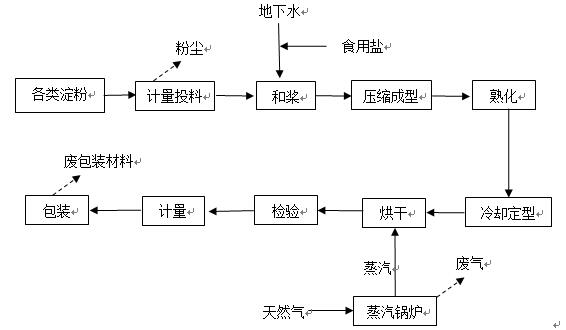 地下水
食用盐
粉尘
各类淀粉
计量投料
和浆
压缩成型
熟化
废包装材料
包装
计量
检验
烘干
冷却定型
蒸汽
废气
天然气
蒸汽锅炉